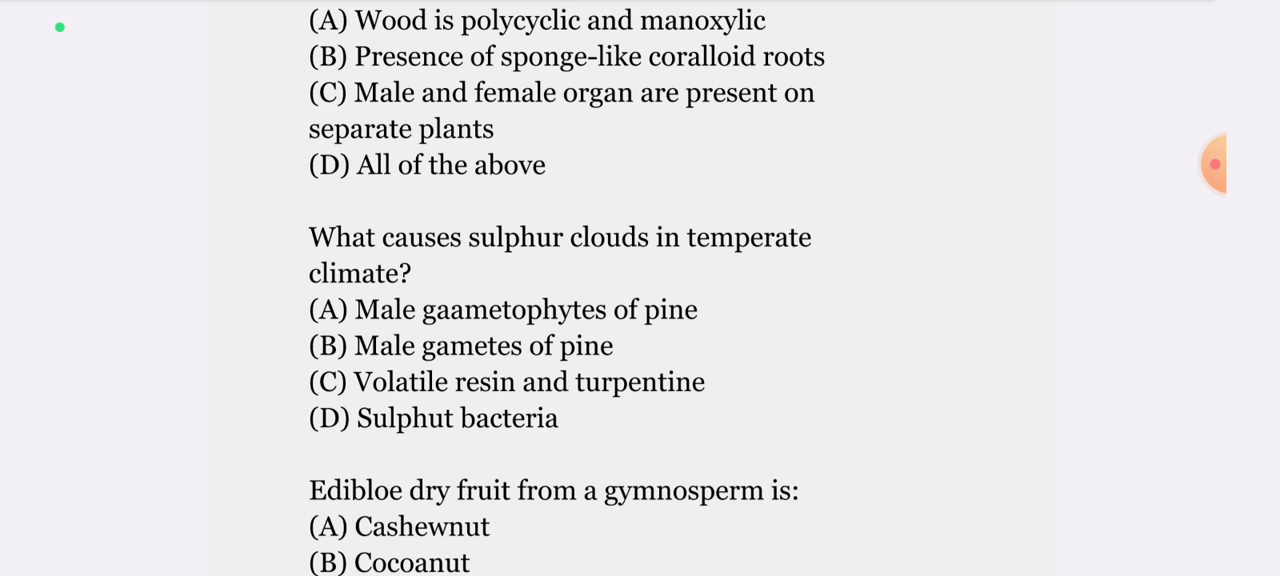 (A) Wood is polycyclic and manoxylic
(B) Presence of sponge-like coralloid roots
(C) Male and female organ are present on
separate plants
(D) All of the above
What causes sulphur clouds in temperate
climate?
(A) Male gaametophytes of pine
(B) Male gametes of pine
(C) Volatile resin and turpentine
(D) Sulphut bacteria
Edibloe dry fruit from a gymnosperm is:
(A) Cashewnut
(B) Cocoanut